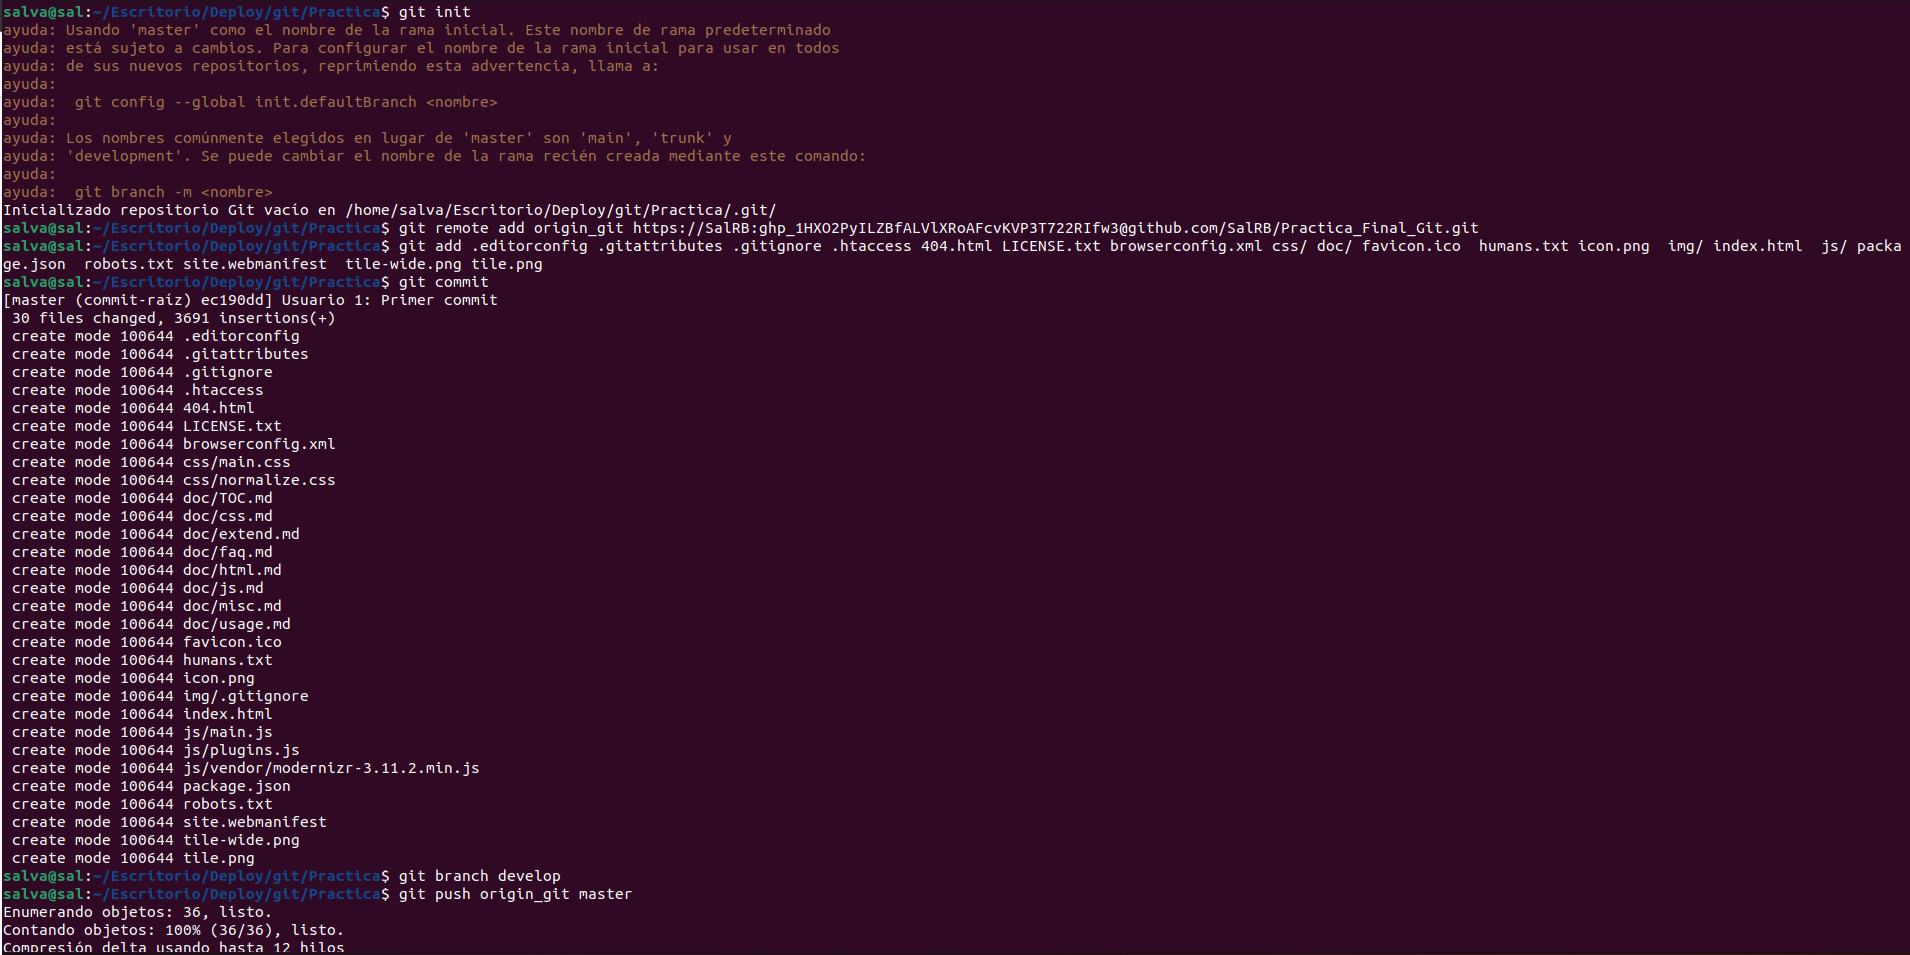 salva@sal:~/Escritorio/Deploy/git/Practica$ git init
ayuda: Usando 'master' como el nombre de la rama inicial. Este nombre de rama predeterminado
ayuda: está sujeto a cambios. Para configurar el nombre de la rama inicial para usar en todos
ayuda: de sus nuevos repositorios, reprimiendo esta advertencia, llama a:
ayuda:
ayuda:  git config --global init.defaultBranch <nombre>
ayuda:
ayuda: Los nombres comúnmente elegidos en lugar de 'master' son 'main', 'trunk' y
ayuda: 'development'. Se puede cambiar el nombre de la rama recién creada mediante este comando:
ayuda:
ayuda:  git branch -m <nombre>
Inicializado repositorio Git vacío en /home/salva/Escritorio/Deploy/git/Practica/.git/
salva@sal:~/Escritorio/Deploy/git/Practica$ git remote add origin_git https://SalRB: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@github.com/SalRB/Practica_Final_Git.git
salva@sal:~/Escritorio/Deploy/git/Practica$ git add .editorconfig .gitattributes .gitignore .htaccess 404.html LICENSE.txt browserconfig.xml css/ doc/ favicon.ico  humans.txt icon.png  img/ index.html  js/ packa
ge.json  robots.txt site.webmanifest  tile-wide.png tile.png
salva@sal:~/Escritorio/Deploy/git/Practica$ git commit
[master (commit-raíz) ec190dd] Usuario 1: Primer commit
 30 files changed, 3691 insertions(+)
 create mode 100644 .editorconfig
 create mode 100644 .gitattributes
 create mode 100644 .gitignore
 create mode 100644 .htaccess
 create mode 100644 404.html
 create mode 100644 LICENSE.txt
 create mode 100644 browserconfig.xml
 create mode 100644 css/main.css
 create mode 100644 css/normalize.css
 create mode 100644 doc/TOC.md
 create mode 100644 doc/css.md
 create mode 100644 doc/extend.md
 create mode 100644 doc/faq.md
 create mode 100644 doc/html.md
 create mode 100644 doc/js.md
 create mode 100644 doc/misc.md
 create mode 100644 doc/usage.md
 create mode 100644 favicon.ico
 create mode 100644 humans.txt
 create mode 100644 icon.png
 create mode 100644 img/.gitignore
 create mode 100644 index.html
 create mode 100644 js/main.js
 create mode 100644 js/plugins.js
 create mode 100644 js/vendor/modernizr-3.11.2.min.js
 create mode 100644 package.json
 create mode 100644 robots.txt
 create mode 100644 site.webmanifest
 create mode 100644 tile-wide.png
 create mode 100644 tile.png
salva@sal:~/Escritorio/Deploy/git/Practica$ git branch develop
salva@sal:~/Escritorio/Deploy/git/Practica$ git push origin_git master
Enumerando objetos: 36, listo.
Contando objetos: 100% (36/36), listo.
Compresión delta usando hasta 12 hilos